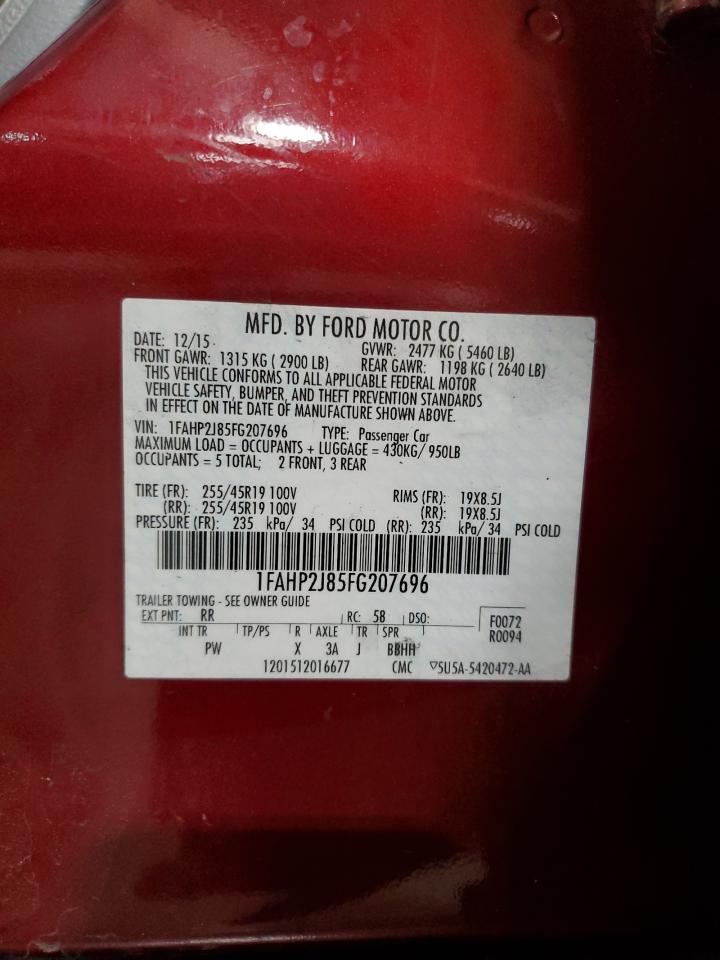 MFD. BY FORD MOTOR CO.
DATE: 12/15 GVWR: 2477 KG ( 5460 LB)
FRONT GAWR: 1315 KG ( 2900 LB) REAR GAWR: 1198 KG ( 2640 LB)
THIS VEHICLE CONFORMS TO ALL APPLICABLE FEDERAL MOTOR
VEHICLE SAFETY, BUMPER, AND THEFT PREVENTION STANDARDS
IN EFFECT ON THE DATE OF MANUFACTURE SHOWN ABOVE.
VIN: 1FAHP2J85FG207696 TYPE: Passenger Car
MAXIMUM LOAD = OCCUPANTS + LUGGAGE = 430KG/ 950LB
OCCUPANTS = 5 TOTAL; 2 FRONT, 3 REAR
TIRE (FR): 255/45R19 100V RIMS (FR): 19X8.5J
(RR): 255/45R19 100V (RR): 19X8.5J
PRESSURE (FR): 235 kPa/ 34 PSI COLD (RR): 235 kPa/ 34 PSI COLD
1FAHP2J85FG207696
TRAILER TOWING - SEE OWNER GUIDE
EXT PNT: RR RC: 58 DSO: F0072
INT TR TP/PS R AXLE TR SPR R0094
PW X 3A J BBHH
1201512016677 CMC ▽5U5A-5420472-AA